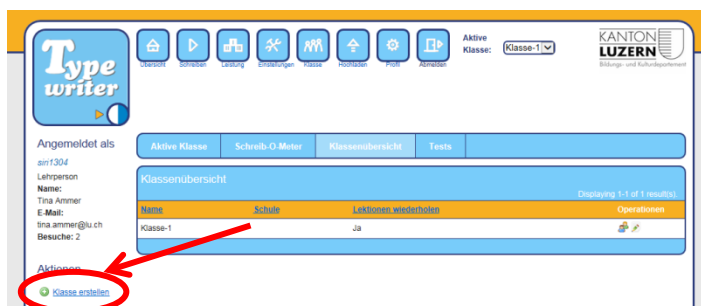 Type
writer
Übersicht Schreiben Leistung Einstellungen Klasse Hochladen Profil Abmelden
Aktive
Klasse: Klasse-1
KANTON
LUZERN
Bildungs- und Kulturdepartement
Angemeldet als
siri1304
Lehrperson
Name:
Tina Ammer
E-Mail:
tina.ammer@lu.ch
Besuche: 2
Aktionen
Klasse erstellen
Aktive Klasse Schreib-O-Meter Klassenübersicht Tests
Klassenübersicht
Displaying 1-1 of 1 result(s).
Name Schule Lektionen wiederholen Operationen
Klasse-1 Ja